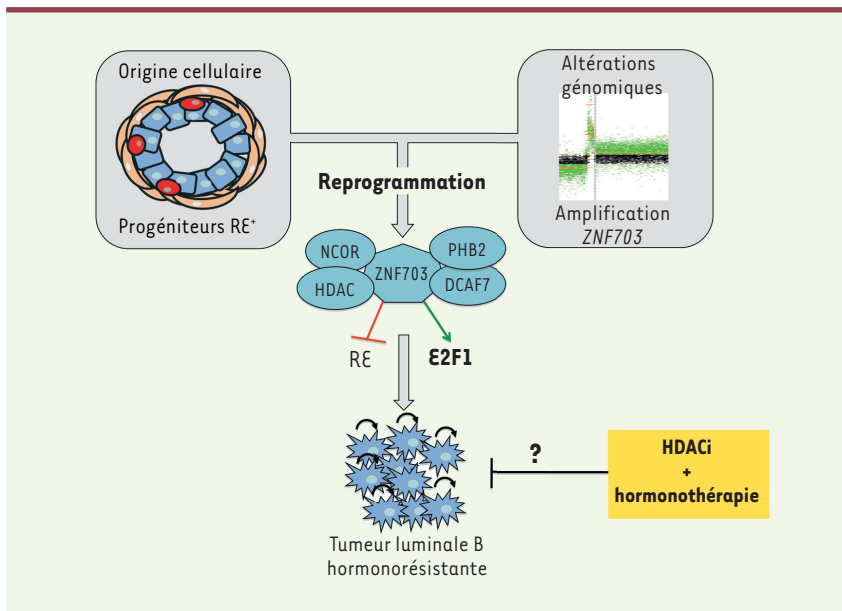 Origine cellulaire
Progéniteurs RE⁺
Altérations
génomiques
Amplification
ZNF703
Reprogrammation
NCOR
HDAC
ZNF703
PHB2
DCAF7
RE
E2F1
?
HDACi
+
hormonothérapie
Tumeur luminale B
hormonorésistante